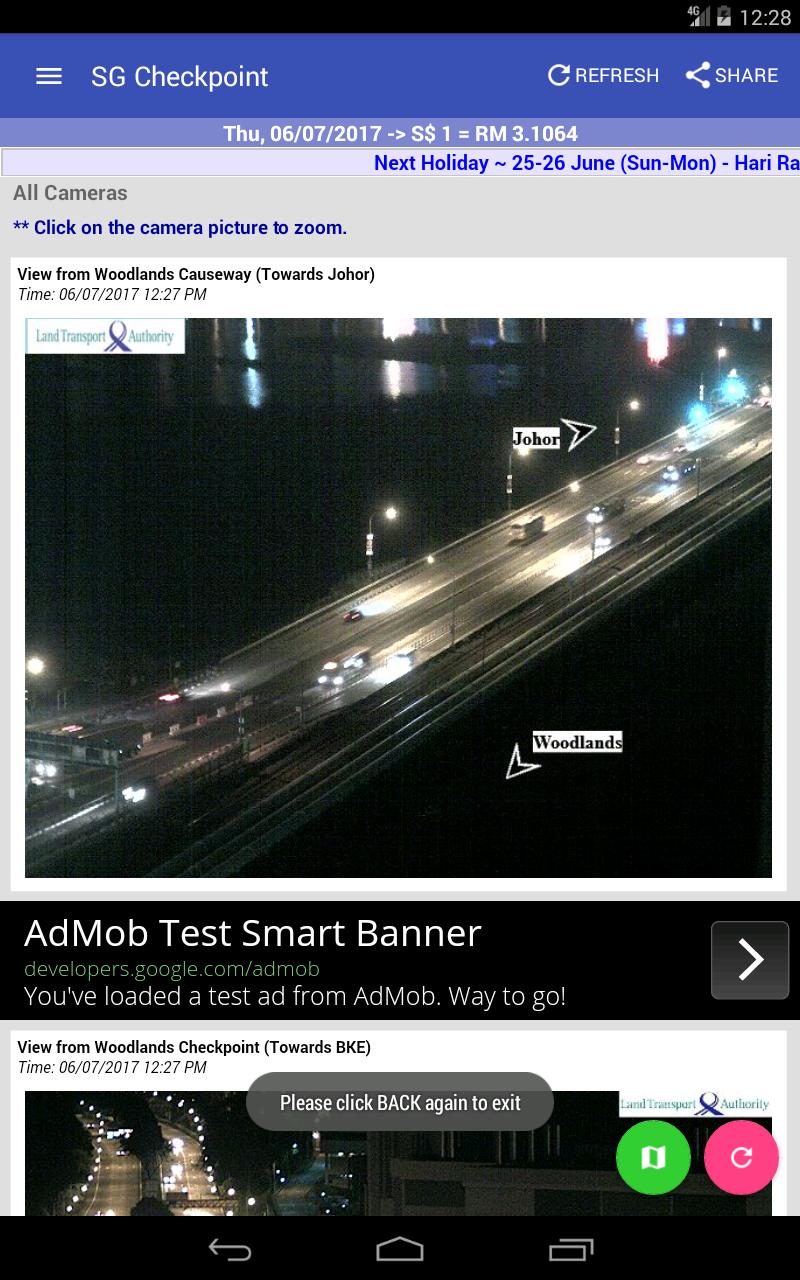 4G 12:28
SG Checkpoint REFRESH SHARE
Thu, 06/07/2017 -> S$ 1 = RM 3.1064
Next Holiday ~ 25-26 June (Sun-Mon) - Hari Ra
All Cameras
** Click on the camera picture to zoom.
View from Woodlands Causeway (Towards Johor)
Time: 06/07/2017 12:27 PM
Land Transport Authority
Johor
Woodlands
AdMob Test Smart Banner
developers.google.com/admob
You've loaded a test ad from AdMob. Way to go!
View from Woodlands Checkpoint (Towards BKE)
Time: 06/07/2017 12:27 PM
Please click BACK again to exit
Land Transport Authority